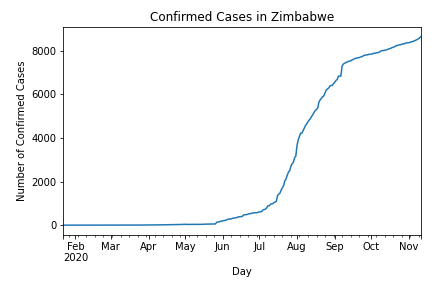 Confirmed Cases in Zimbabwe
Number of Confirmed Cases
8000
6000
4000
2000
0
Feb Mar Apr May Jun Jul Aug Sep Oct Nov
2020
Day